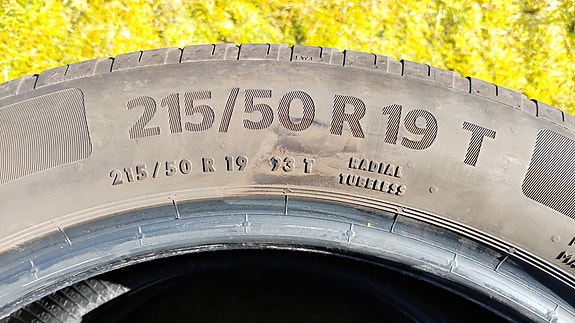 215/50 R 19 T
215/50 R 19 93 T RADIAL
TUBELESS